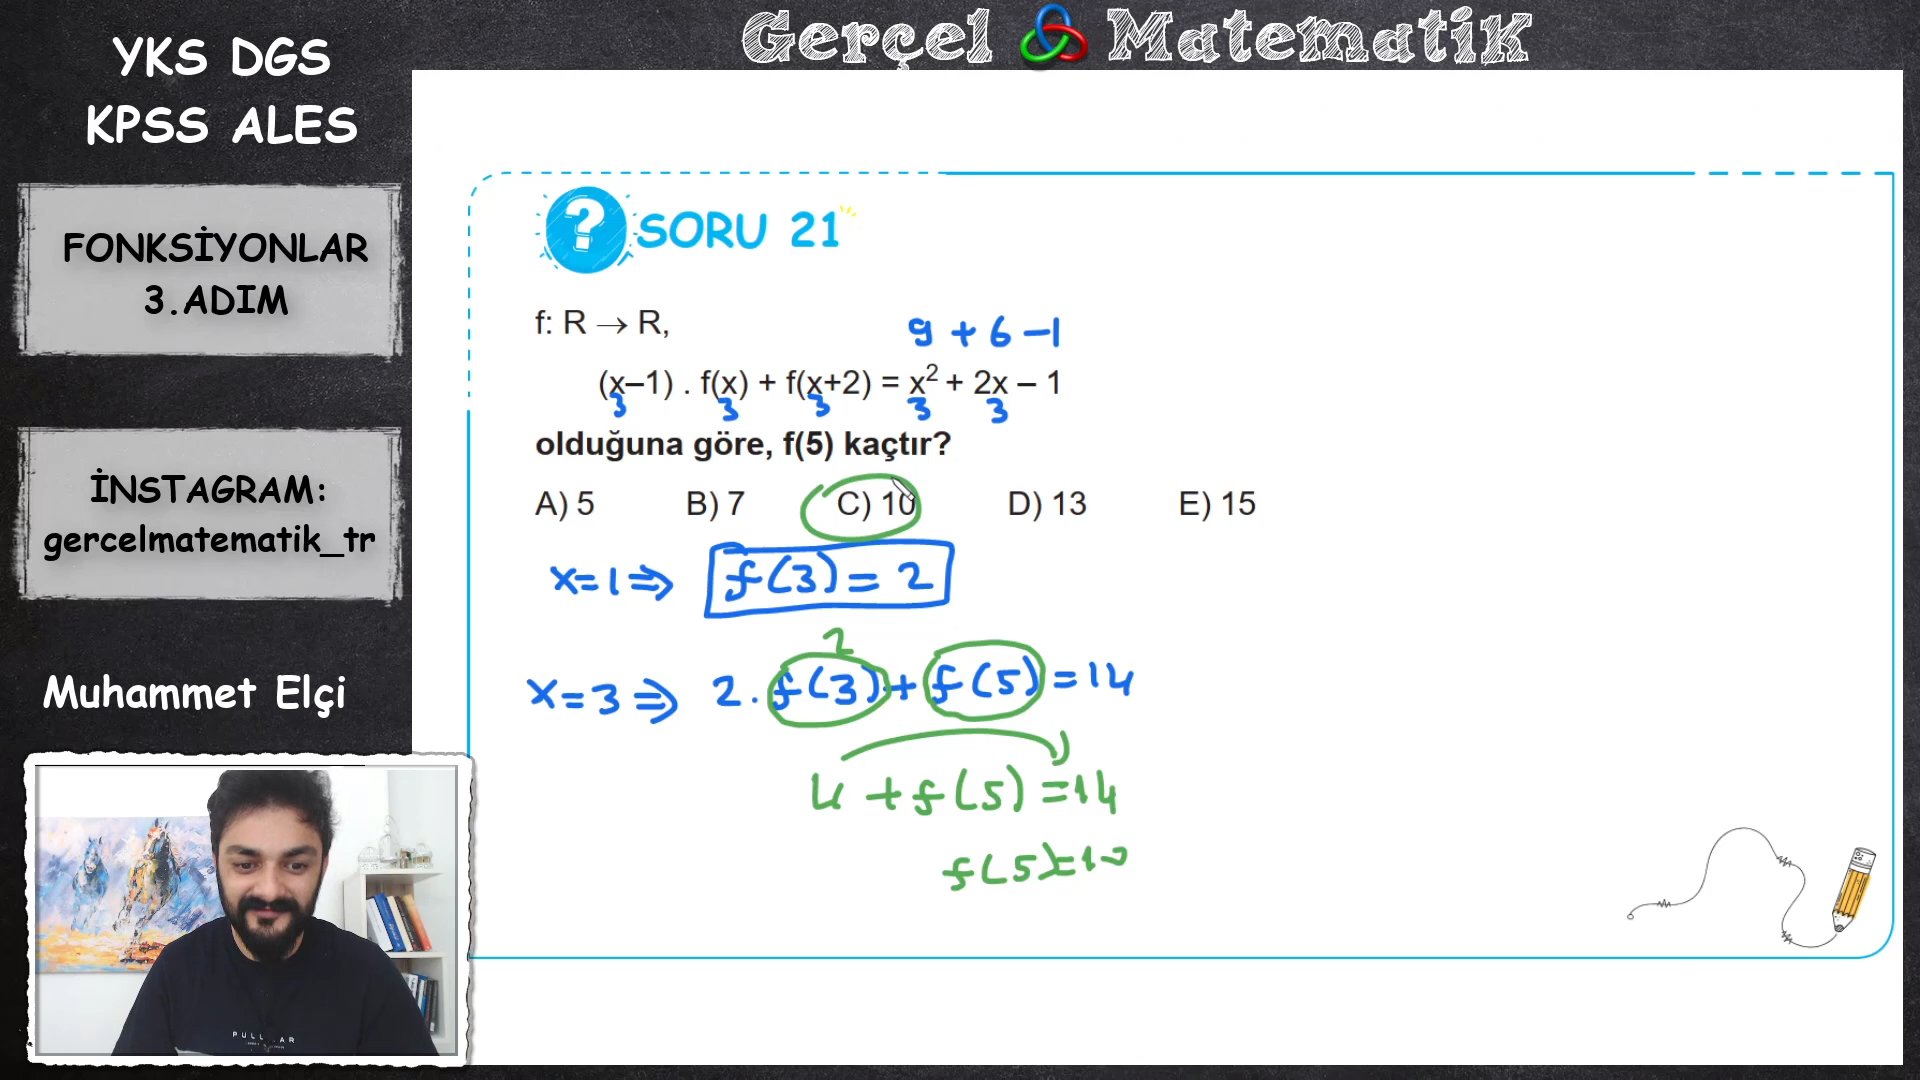 Gerçel Matematik
YKS DGS
KPSS ALES
FONKSİYONLAR
3.ADIM
İNSTAGRAM:
gercelmatematik_tr
Muhammet Elçi
? SORU 21
f: R → R,
9 + 6 – 1
(x–1) . f(x) + f(x+2) = x² + 2x – 1
3 3 3 3 3
olduğuna göre, f(5) kaçtır?
A) 5 B) 7 C) 10 D) 13 E) 15
x=1 ⇒ f(3) = 2
2
x=3 ⇒ 2 . f(3) + f(5) = 14
4 + f(5) = 14
f(5)=10